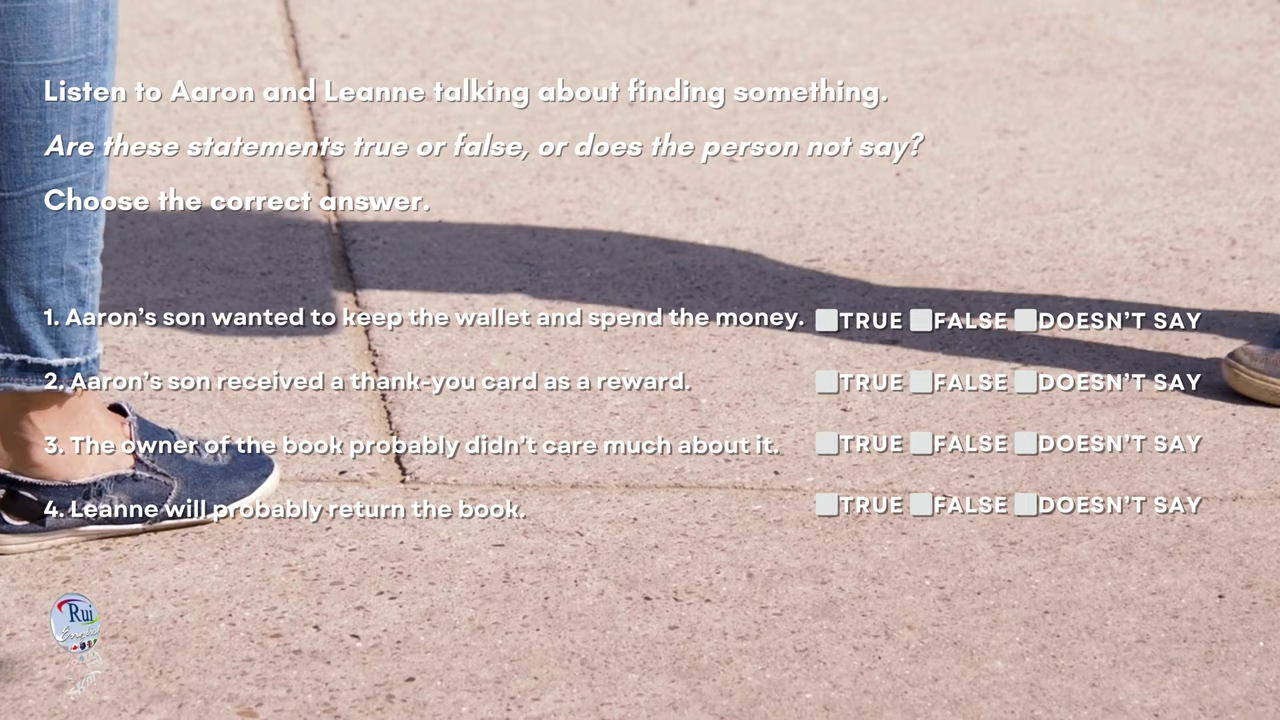 Listen to Aaron and Leanne talking about finding something.
Are these statements true or false, or does the person not say?
Choose the correct answer.
1. Aaron's son wanted to keep the wallet and spend the money. TRUE FALSE DOESN'T SAY
2. Aaron's son received a thank-you card as a reward. TRUE FALSE DOESN'T SAY
3. The owner of the book probably didn't care much about it. TRUE FALSE DOESN'T SAY
4. Leanne will probably return the book. TRUE FALSE DOESN'T SAY
Rui
English